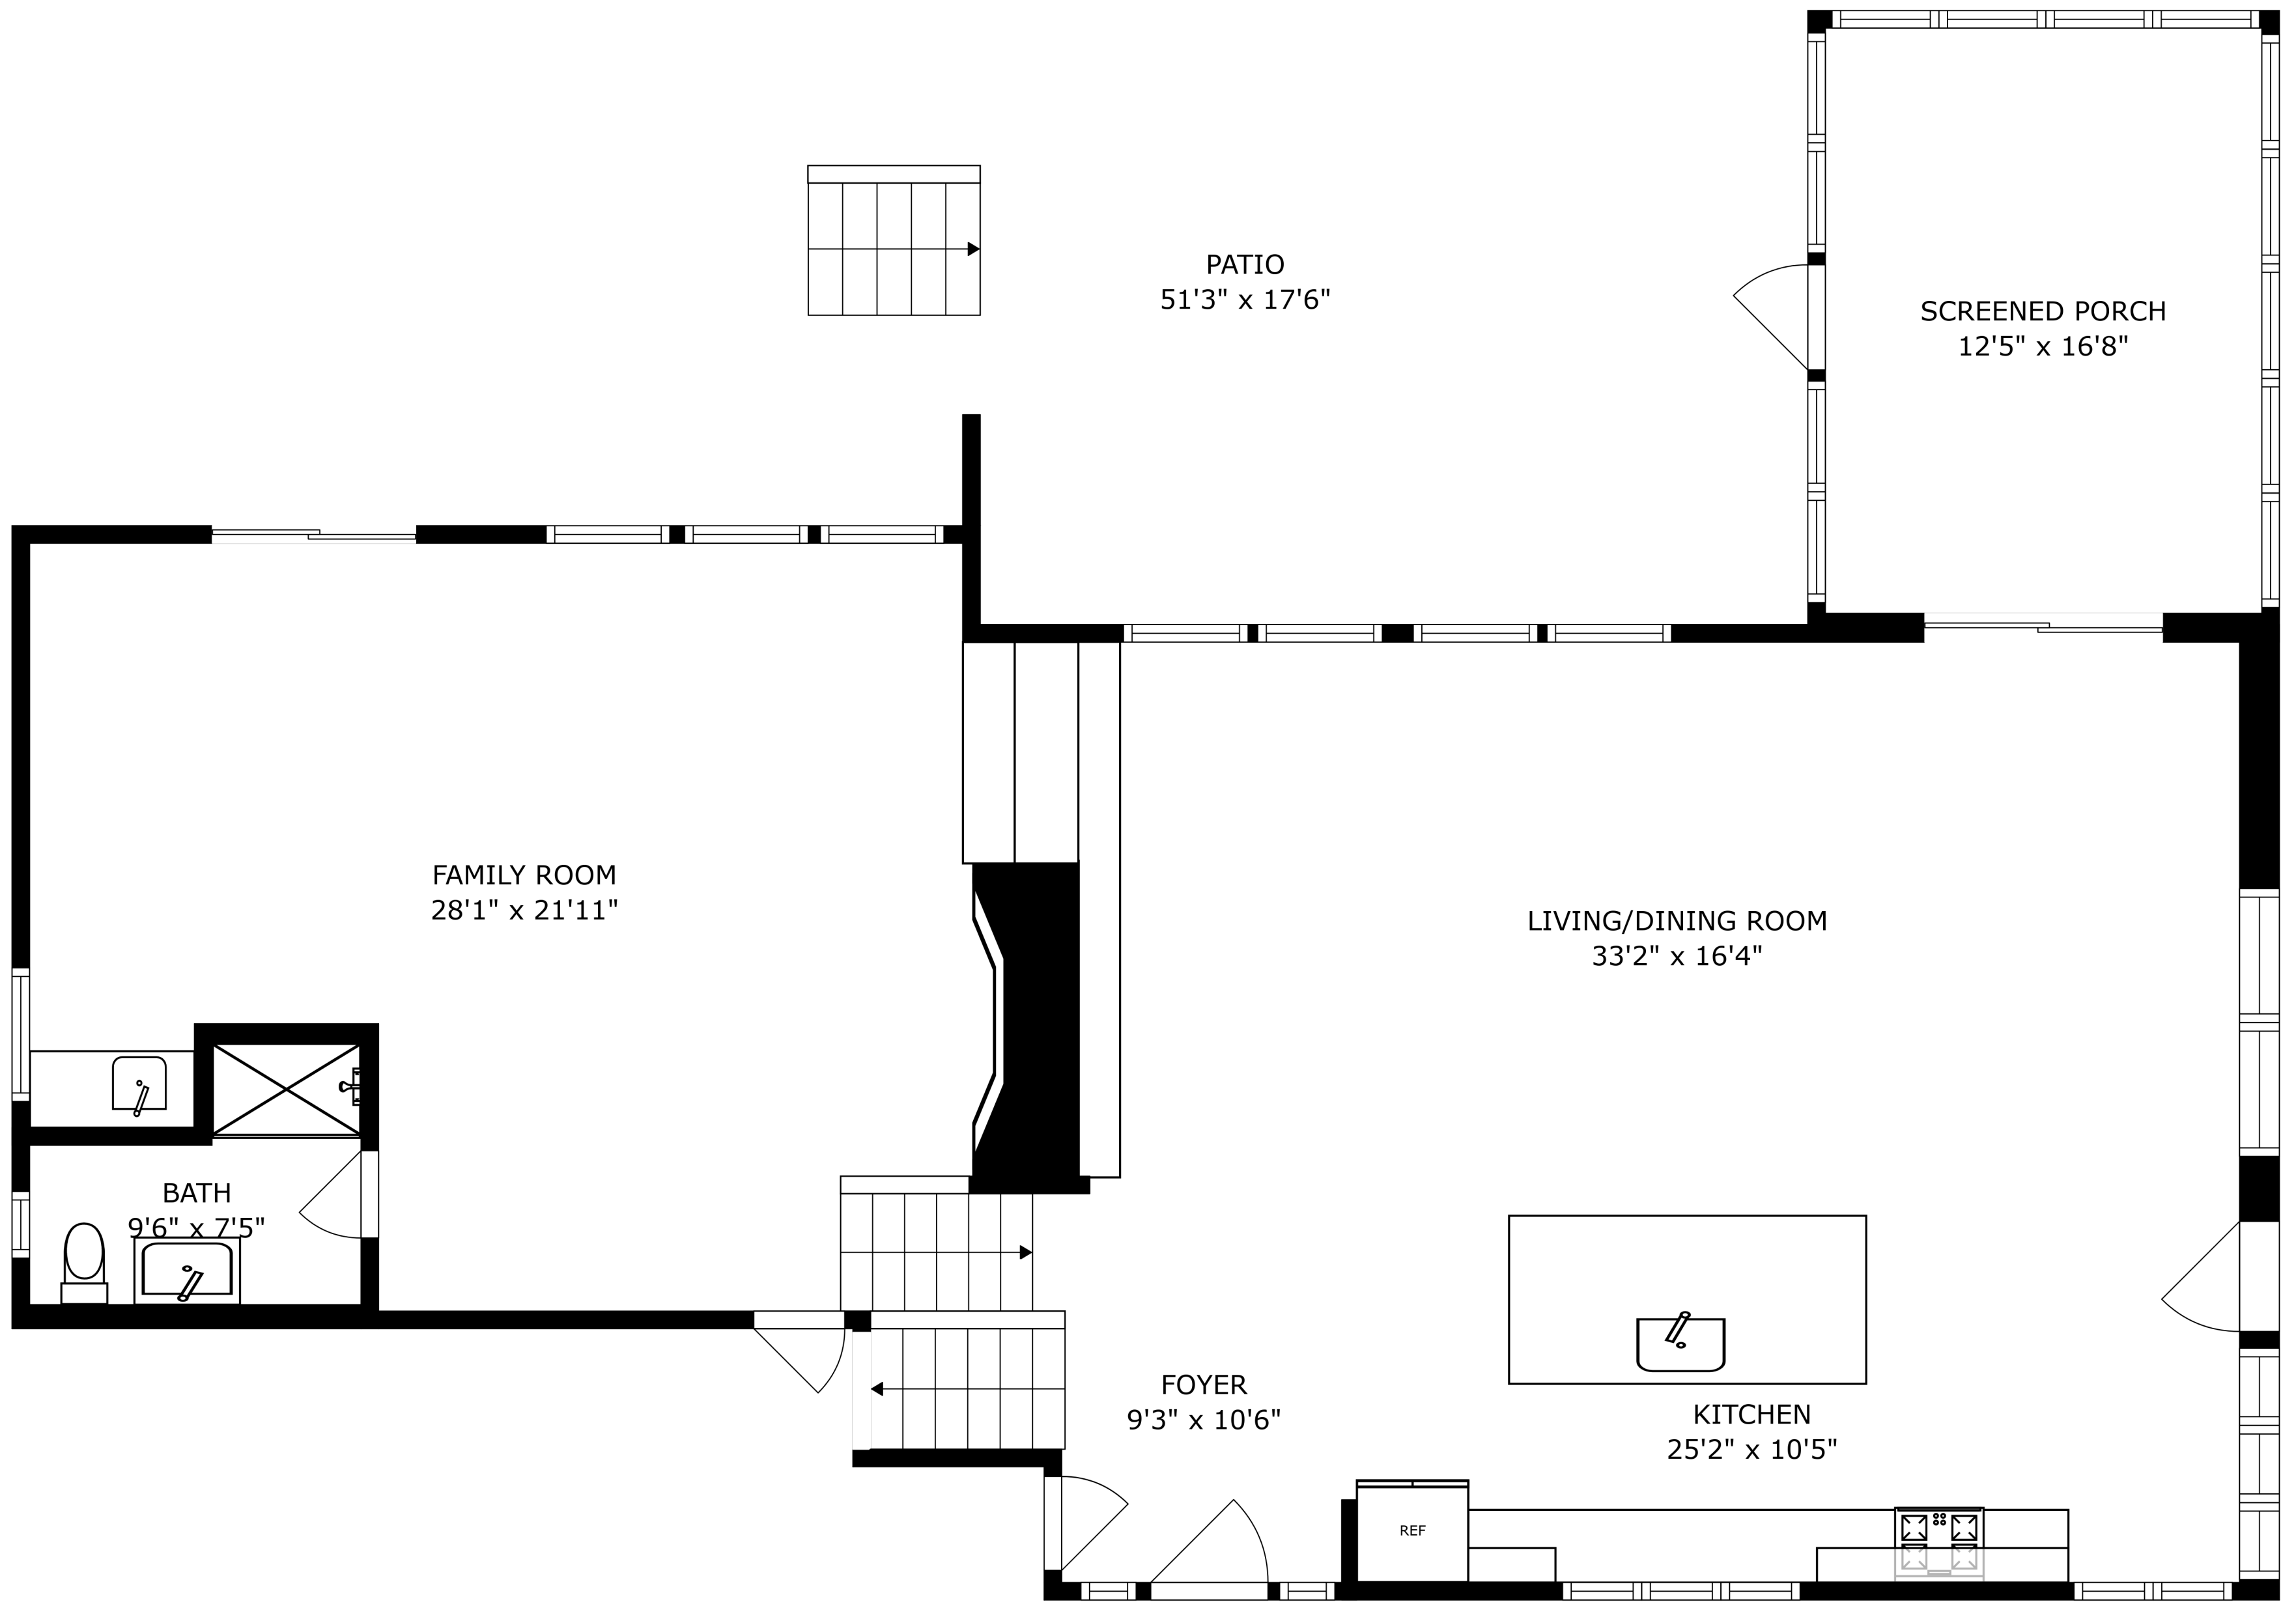 PATIO
51'3" x 17'6"
SCREENED PORCH
12'5" x 16'8"
FAMILY ROOM
28'1" x 21'11"
LIVING/DINING ROOM
33'2" x 16'4"
BATH
9'6" x 7'5"
FOYER
9'3" x 10'6"
KITCHEN
25'2" x 10'5"
REF